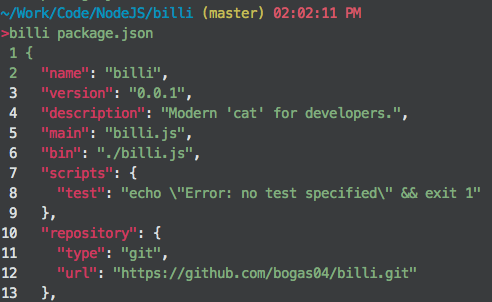 ~/Work/Code/NodeJS/billi (master) 02:02:11 PM
>billi package.json
1 {
2   "name": "billi",
3   "version": "0.0.1",
4   "description": "Modern 'cat' for developers.",
5   "main": "billi.js",
6   "bin": "./billi.js",
7   "scripts": {
8     "test": "echo \"Error: no test specified\" && exit 1"
9   },
10   "repository": {
11     "type": "git",
12     "url": "https://github.com/bogas04/billi.git"
13   },